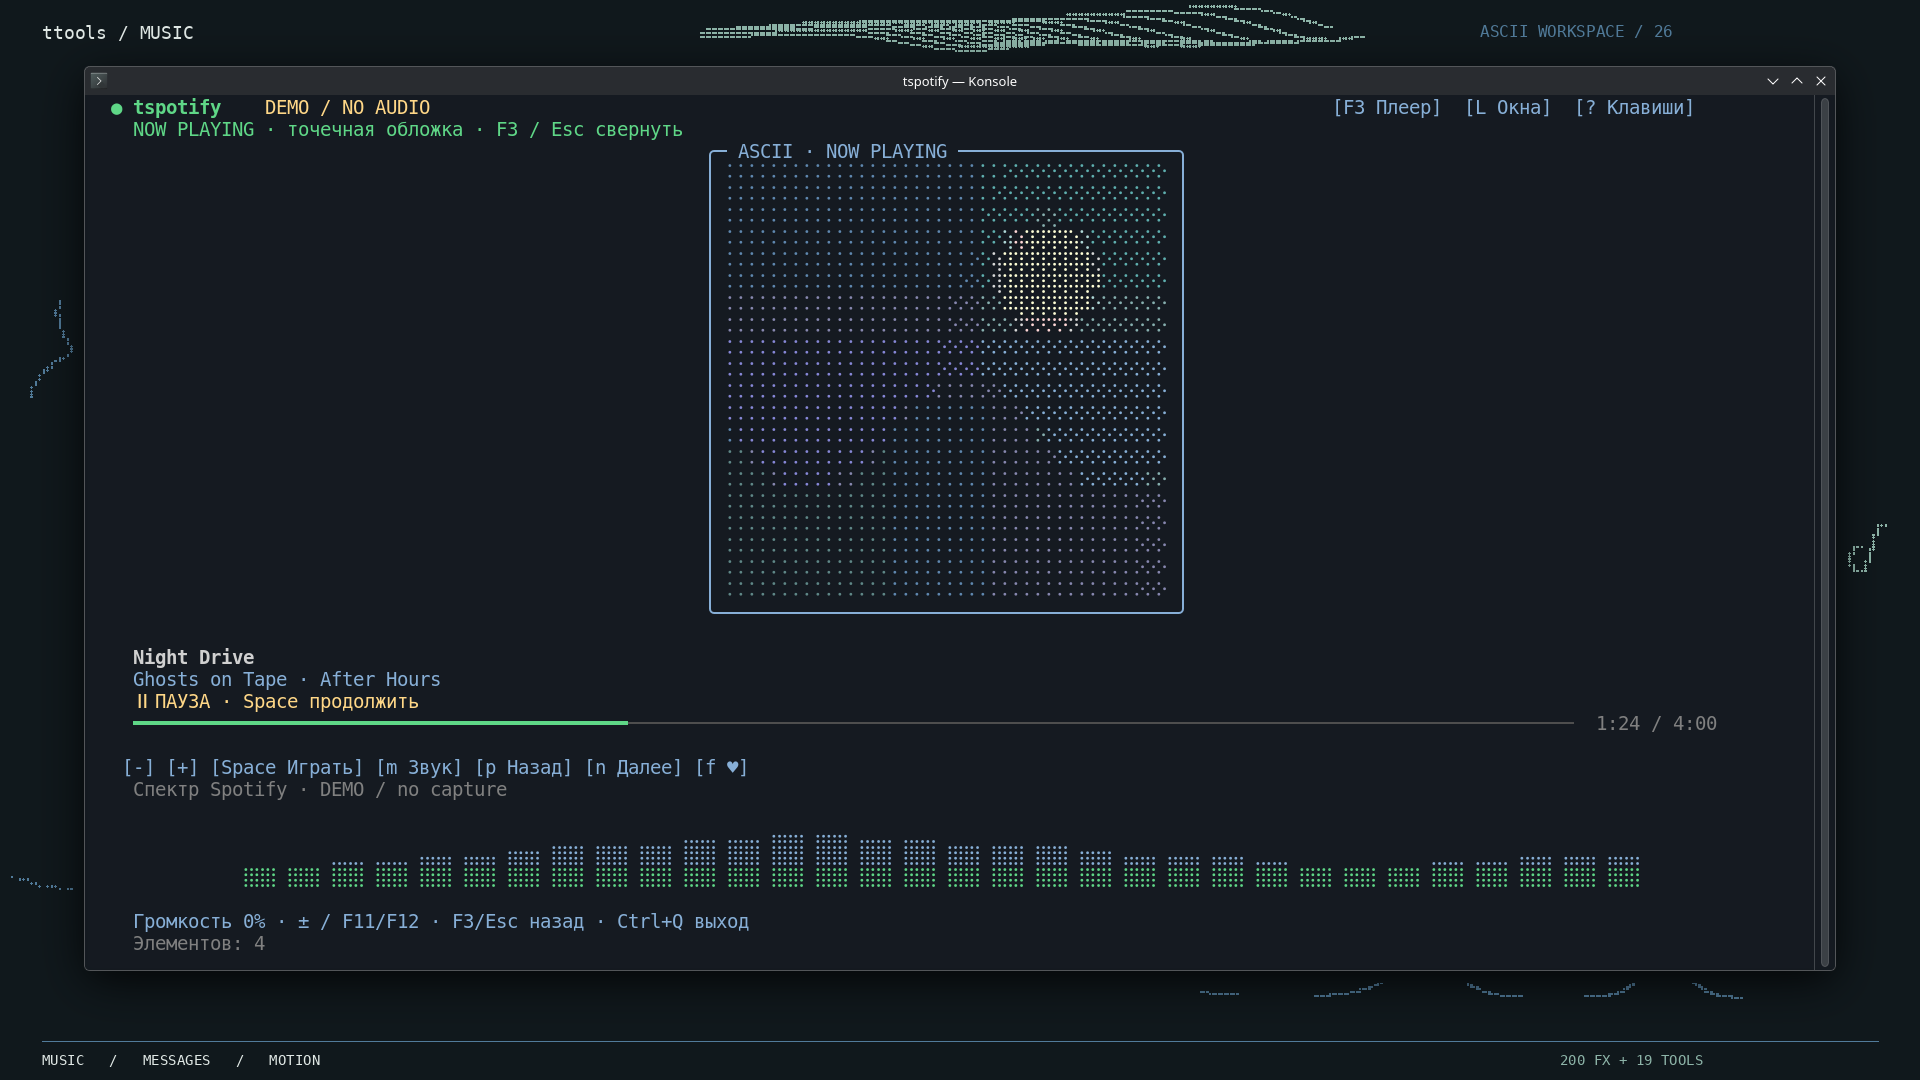 ttools / MUSIC
ASCII WORKSPACE / 26
tspotify — Konsole
● tspotify DEMO / NO AUDIO [F3 Плеер] [L Окна] [? Клавиши]
NOW PLAYING · точечная обложка · F3 / Esc свернуть
ASCII · NOW PLAYING
Night Drive
Ghosts on Tape · After Hours
⏸ ПАУЗА · Space продолжить
1:24 / 4:00
[-] [+] [Space Играть] [m Звук] [p Назад] [n Далее] [f ♥]
Спектр Spotify · DEMO / no capture
Громкость 0% · ± / F11/F12 · F3/Esc назад · Ctrl+Q выход
Элементов: 4
MUSIC / MESSAGES / MOTION
200 FX + 19 TOOLS